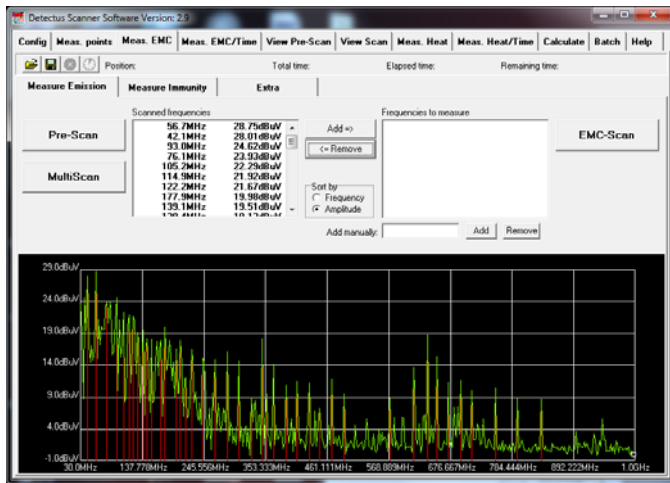 Detectus Scanner Software Version: 2.9
Config Meas. points Meas. EMC Meas. EMC/Time View Pre-Scan View Scan Meas. Heat Meas. Heat/Time Calculate Batch Help
Position: Total time: Elapsed time: Remaining time:
Measure Emission Measure Immunity Extra
Scanned frequencies Frequencies to measure
Pre-Scan
MultiScan
56.7MHz 28.75dBuV
42.1MHz 28.01dBuV
93.0MHz 24.62dBuV
76.1MHz 23.93dBuV
105.2MHz 22.29dBuV
114.9MHz 21.92dBuV
122.2MHz 21.67dBuV
177.9MHz 19.98dBuV
139.1MHz 19.51dBuV
Add =>
<= Remove
Sort by
Frequency
Amplitude
EMC-Scan
Add manually: Add Remove
29.0dBuV
24.0dBuV
19.0dBuV
14.0dBuV
9.0dBuV
4.0dBuV
-1.0dBuV
30.0MHz 137.778MHz 245.556MHz 353.333MHz 461.111MHz 568.889MHz 676.667MHz 784.444MHz 892.222MHz 1.0GHz